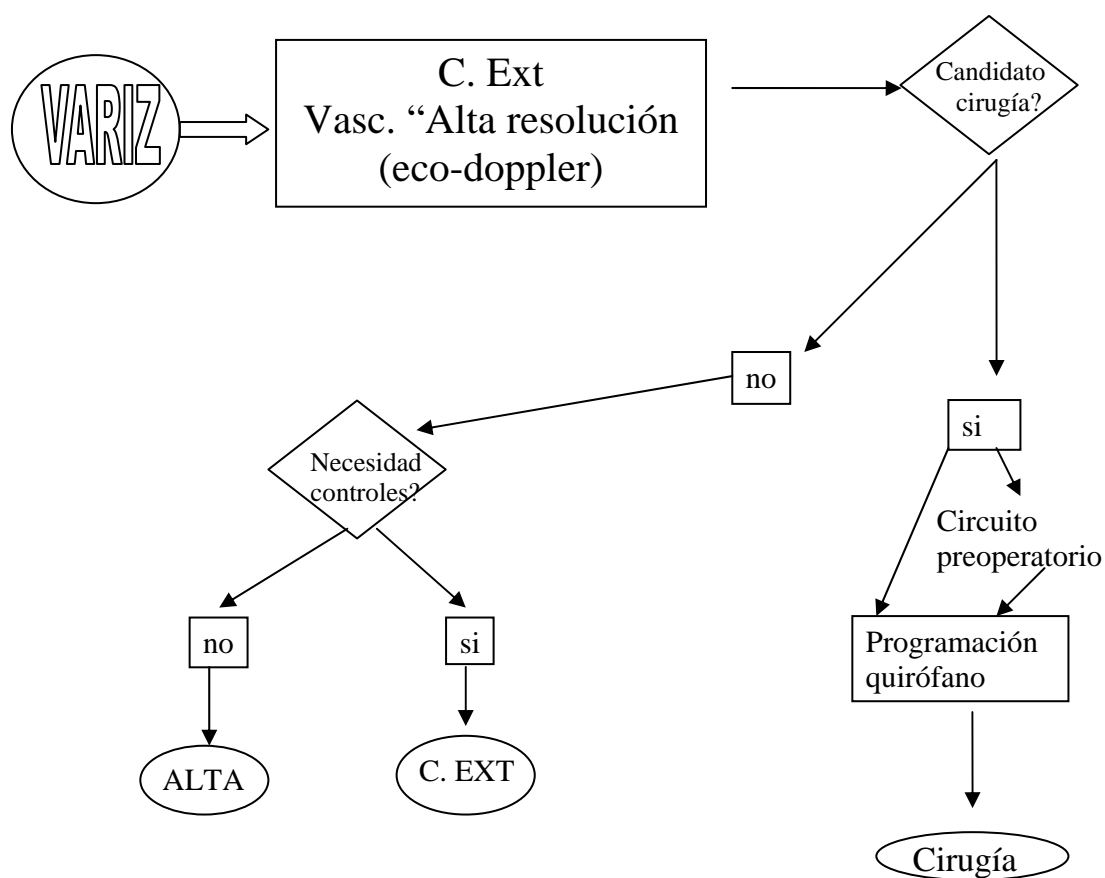 VARIZ
C. Ext
Vasc. “Alta resolución
(eco-doppler)
Candidato
cirugía?
no
si
Necesidad
controles?
Circuito
preoperatorio
no
si
Programación
quirófano
ALTA
C. EXT
Cirugía